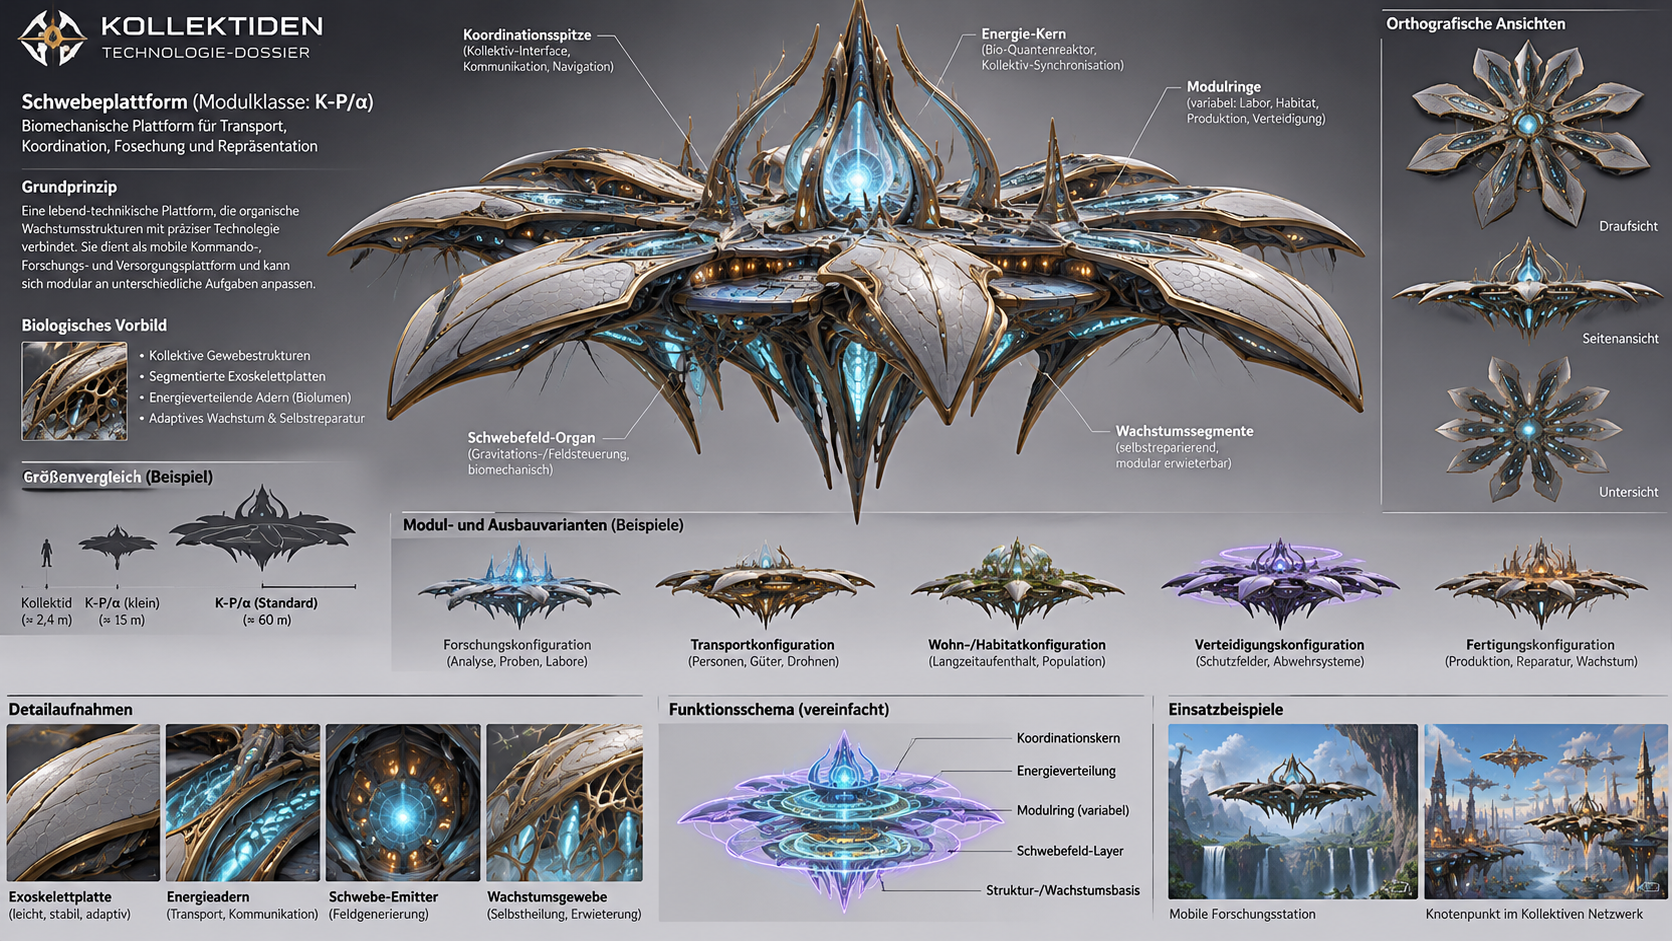 KOLLEKTIDEN
TECHNOLOGIE-DOSSIER
Schwebeplattform (Modulklasse: K-P/α)
Biomechanische Plattform für Transport,
Koordination, Fosechung und Repräsentation
Grundprinzip
Eine lebend-technikische Plattform, die organische
Wachstumsstrukturen mit präziser Technologie
verbindet. Sie dient als mobile Kommando-,
Forschungs- und Versorgungsplattform und kann
sich modular an unterschiedliche Aufgaben anpassen.
Biologisches Vorbild
• Kollektive Gewebestrukturen
• Segmentierte Exoskelettplatten
• Energieverteilende Adern (Biolumen)
• Adaptives Wachstum & Selbstreparatur
Größenvergleich (Beispiel)
Kollektid
(≈ 2,4 m)
K-P/α (klein)
(≈ 15 m)
K-P/α (Standard)
(≈ 60 m)
Koordinationsspitze
(Kollektiv-Interface,
Kommunikation, Navigation)
Energie-Kern
(Bio-Quantenreaktor,
Kollektiv-Synchronisation)
Modulringe
(variabel: Labor, Habitat,
Produktion, Verteidigung)
Schwebefeld-Organ
(Gravitations-/Feldsteuerung,
biomechanisch)
Wachstumssegmente
(selbstreparierend,
modular erwieterbar)
Orthografische Ansichten
Draufsicht
Seitenansicht
Untersicht
Modul- und Ausbauvarianten (Beispiele)
Forschungskonfiguration
(Analyse, Proben, Labore)
Transportkonfiguration
(Personen, Güter, Drohnen)
Wohn-/Habitatkonfiguration
(Langzeitaufenthalt, Population)
Verteidigungskonfiguration
(Schutzfelder, Abwehrsysteme)
Fertigungskonfiguration
(Produktion, Reparatur, Wachstum)
Detailaufnahmen
Exoskelettplatte
(leicht, stabil, adaptiv)
Energieadern
(Transport, Kommunikation)
Schwebe-Emitter
(Feldgenerierung)
Wachstumsgewebe
(Selbstheilung, Erwieterung)
Funktionsschema (vereinfacht)
Koordinationskern
Energieverteilung
Modulring (variabel)
Schwebefeld-Layer
Struktur-/Wachstumsbasis
Einsatzbeispiele
Mobile Forschungsstation
Knotenpunkt im Kollektiven Netzwerk